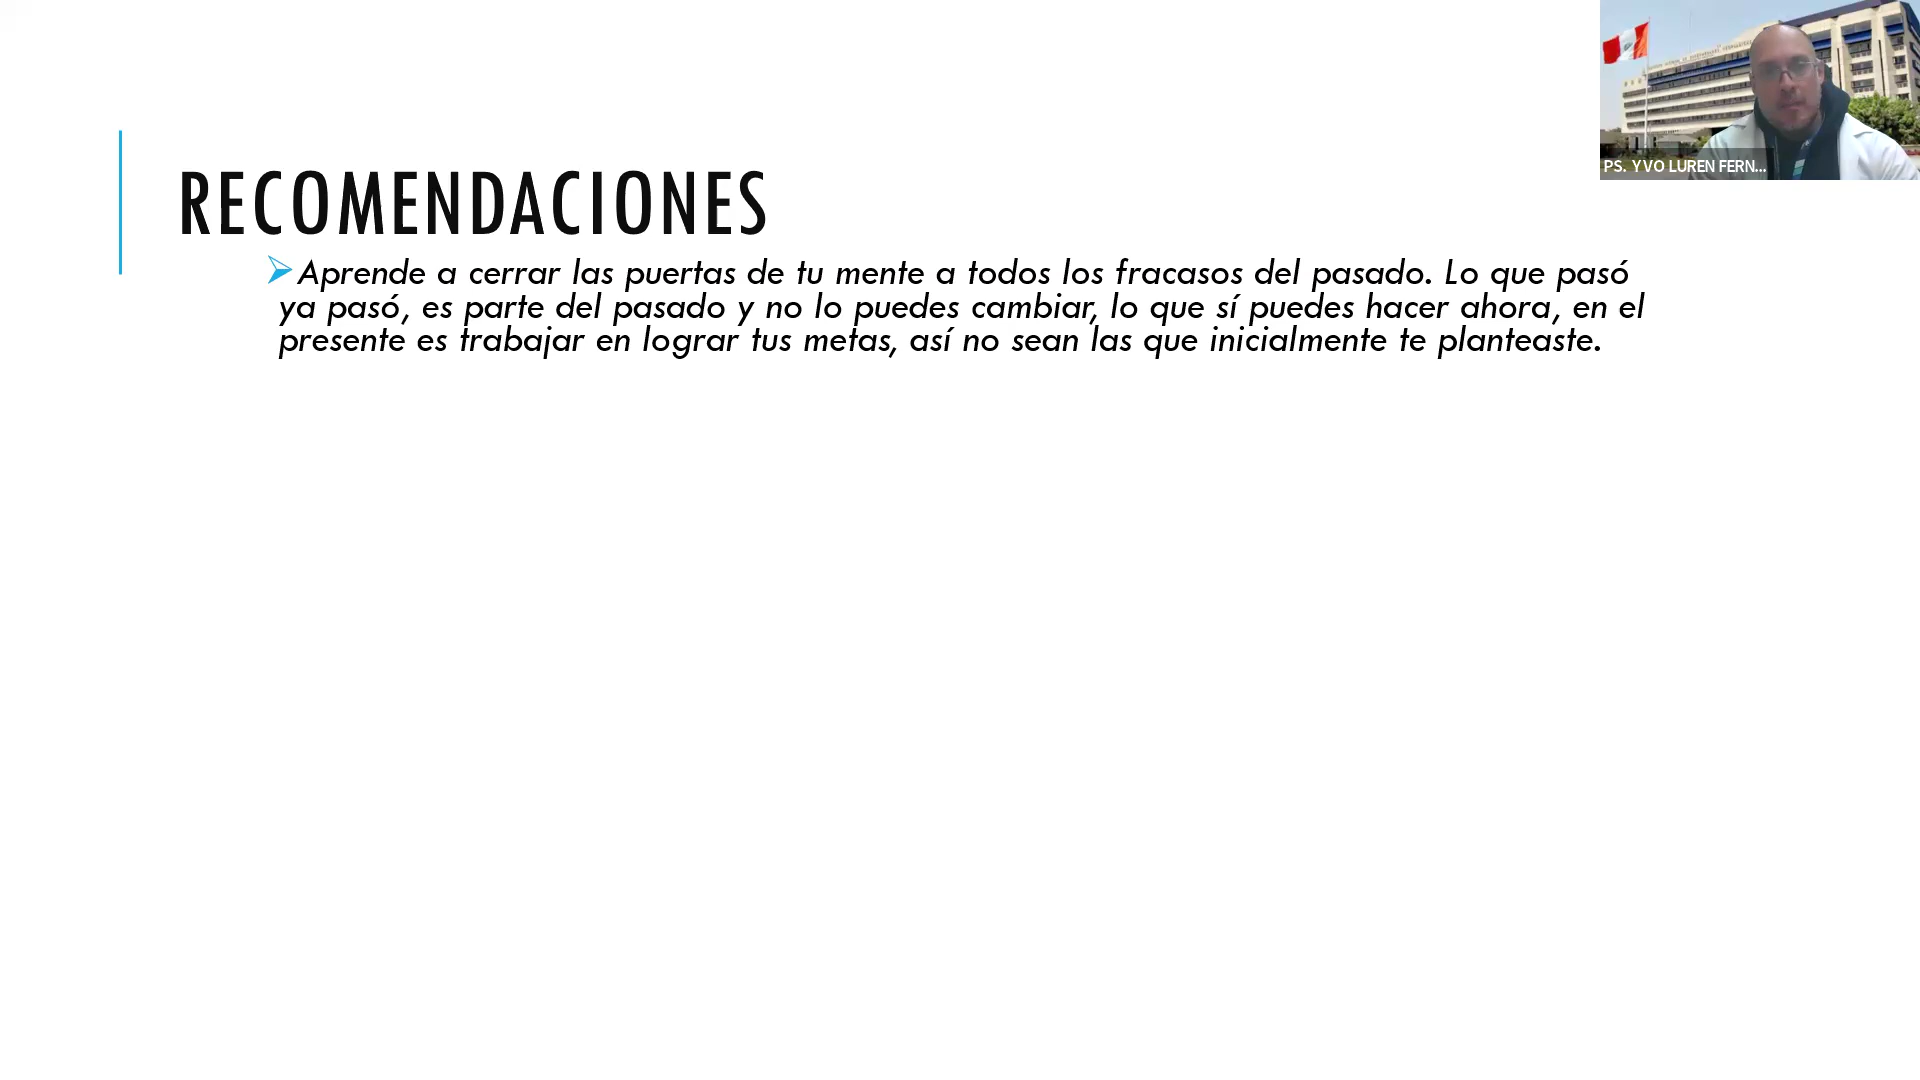 PS. YVO LUREN FERN...
RECOMENDACIONES
Aprende a cerrar las puertas de tu mente a todos los fracasos del pasado. Lo que pasó
ya pasó, es parte del pasado y no lo puedes cambiar, lo que sí puedes hacer ahora, en el
presente es trabajar en lograr tus metas, así no sean las que inicialmente te planteaste.